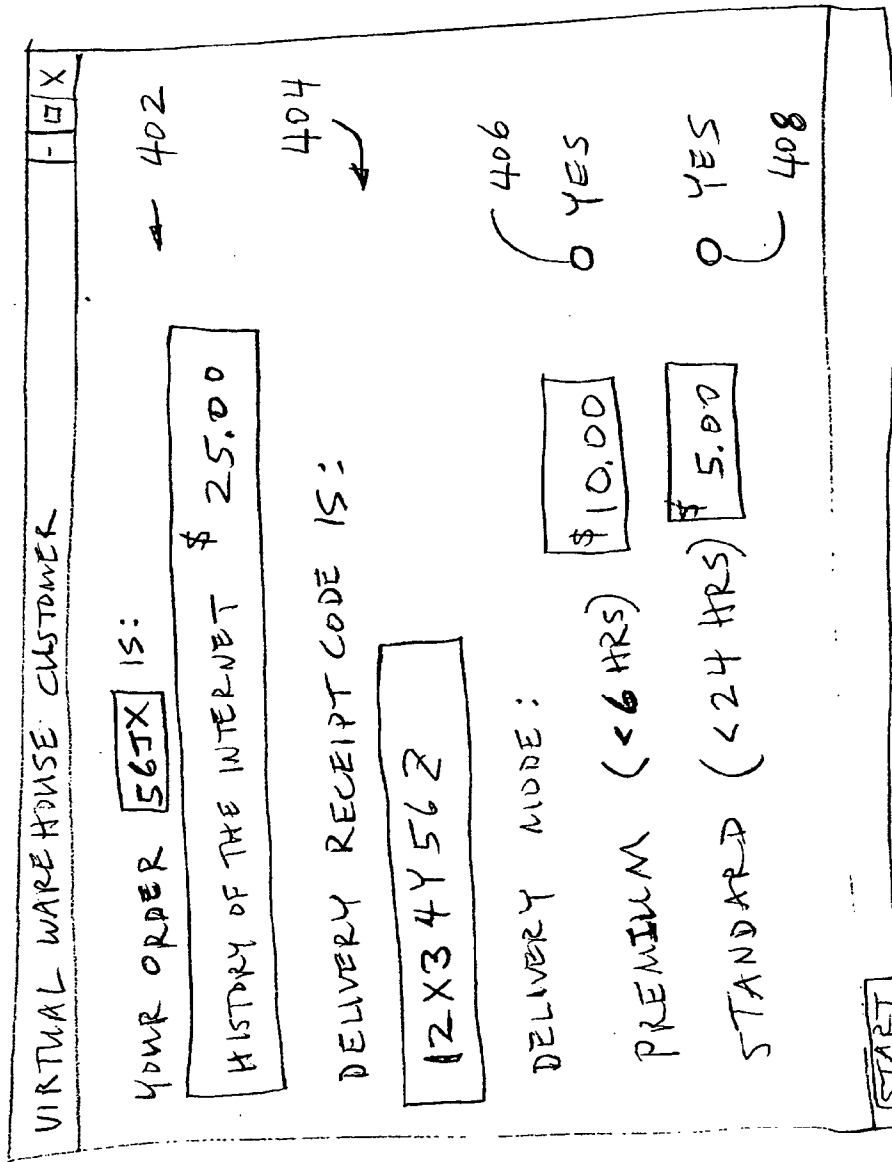 VIRTUAL WAREHOUSE CUSTOMER - □ X
YOUR ORDER 56JX IS: ← 402
HISTORY OF THE INTERNET $ 25.00
404
DELIVERY RECEIPT CODE IS:
12X34Y56Z
DELIVERY MODE: 406
PREMIUM (<6 HRS) $10.00 O YES
STANDARD (<24 HRS) $ 5.00 O YES
408
START